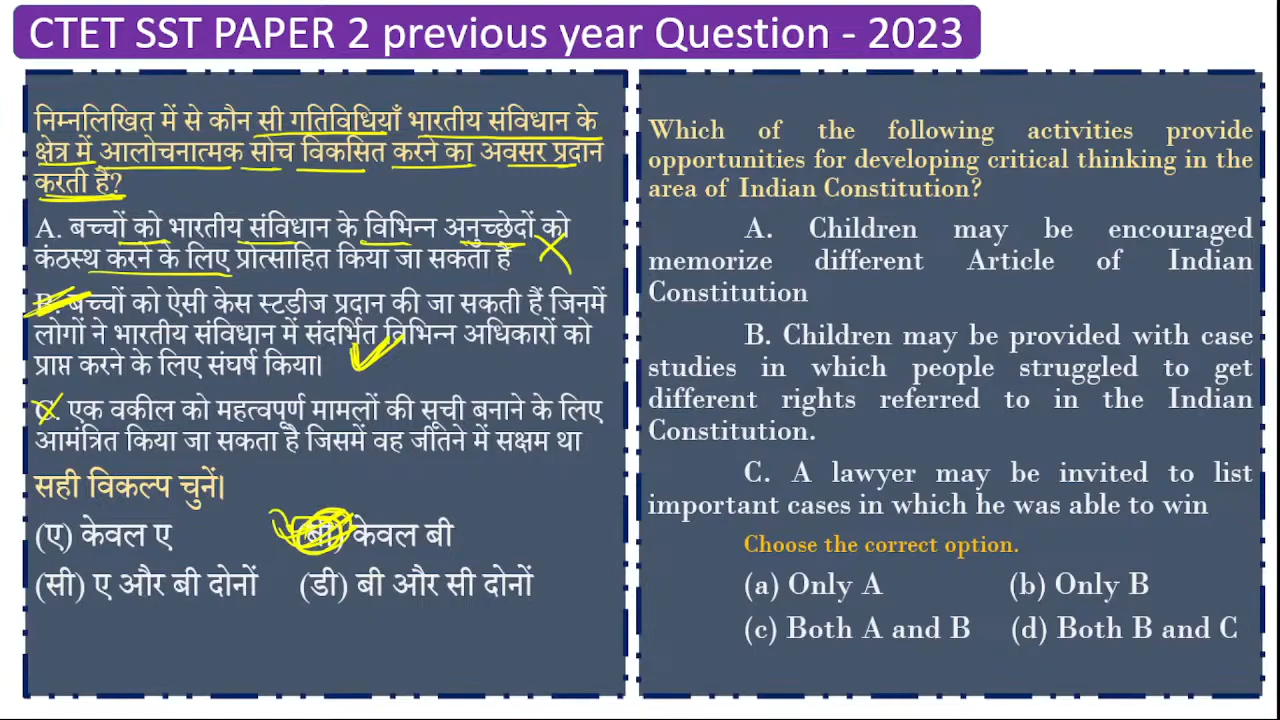 CTET SST PAPER 2 previous year Question - 2023
निम्नलिखित में से कौन सी गतिविधियाँ भारतीय संविधान के
क्षेत्र में आलोचनात्मक सोच विकसित करने का अवसर प्रदान
करती हैं?
A. बच्चों को भारतीय संविधान के विभिन्न अनुच्छेदों को
कंठस्थ करने के लिए प्रोत्साहित किया जा सकता है
B. बच्चों को ऐसी केस स्टडीज प्रदान की जा सकती हैं जिनमें
लोगों ने भारतीय संविधान में संदर्भित विभिन्न अधिकारों को
प्राप्त करने के लिए संघर्ष किया।
C. एक वकील को महत्वपूर्ण मामलों की सूची बनाने के लिए
आमंत्रित किया जा सकता है जिसमें वह जीतने में सक्षम था
सही विकल्प चुनें।
(ए) केवल ए (बी) केवल बी
(सी) ए और बी दोनों (डी) बी और सी दोनों
Which of the following activities provide
opportunities for developing critical thinking in the
area of Indian Constitution?
A. Children may be encouraged
memorize different Article of Indian
Constitution
B. Children may be provided with case
studies in which people struggled to get
different rights referred to in the Indian
Constitution.
C. A lawyer may be invited to list
important cases in which he was able to win
Choose the correct option.
(a) Only A (b) Only B
(c) Both A and B (d) Both B and C